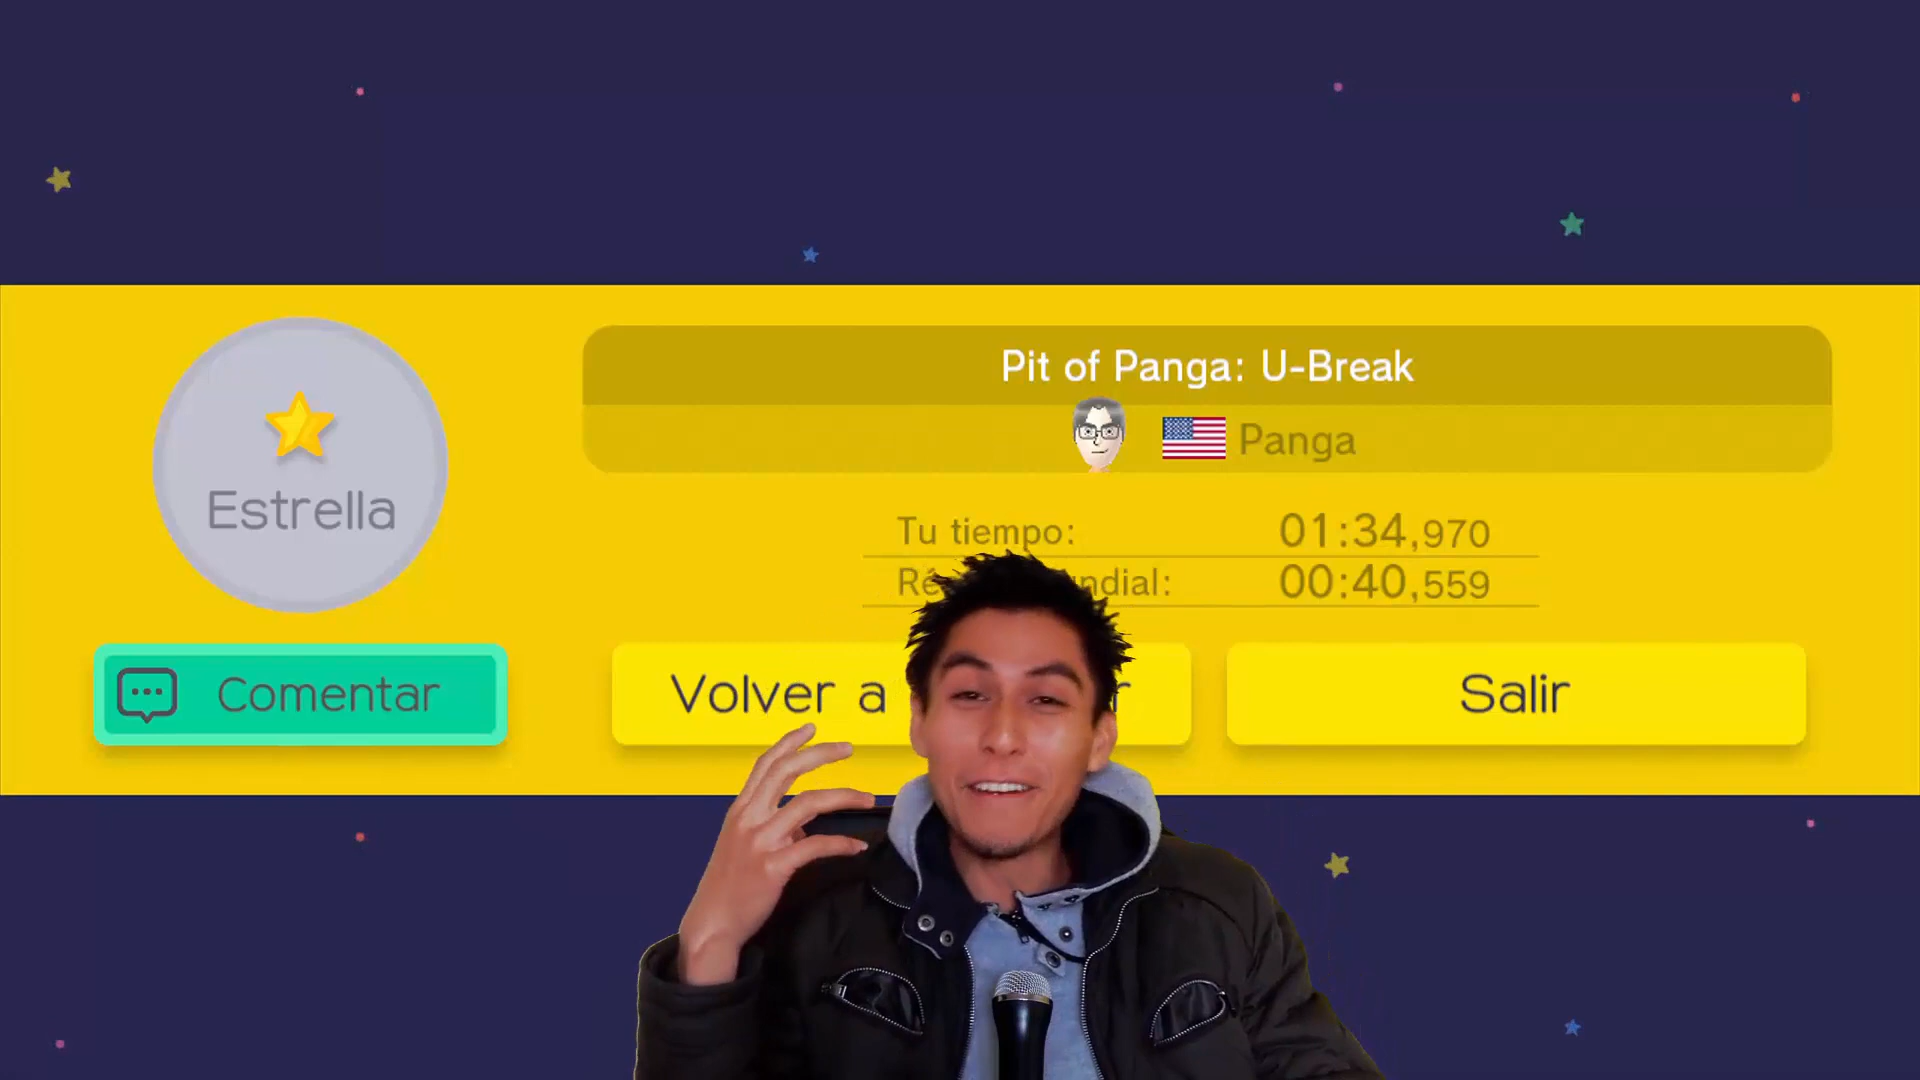 Pit of Panga: U-Break
Panga
Estrella
Tu tiempo: 01:34,970
00:40,559
Comentar
Volver a
Salir